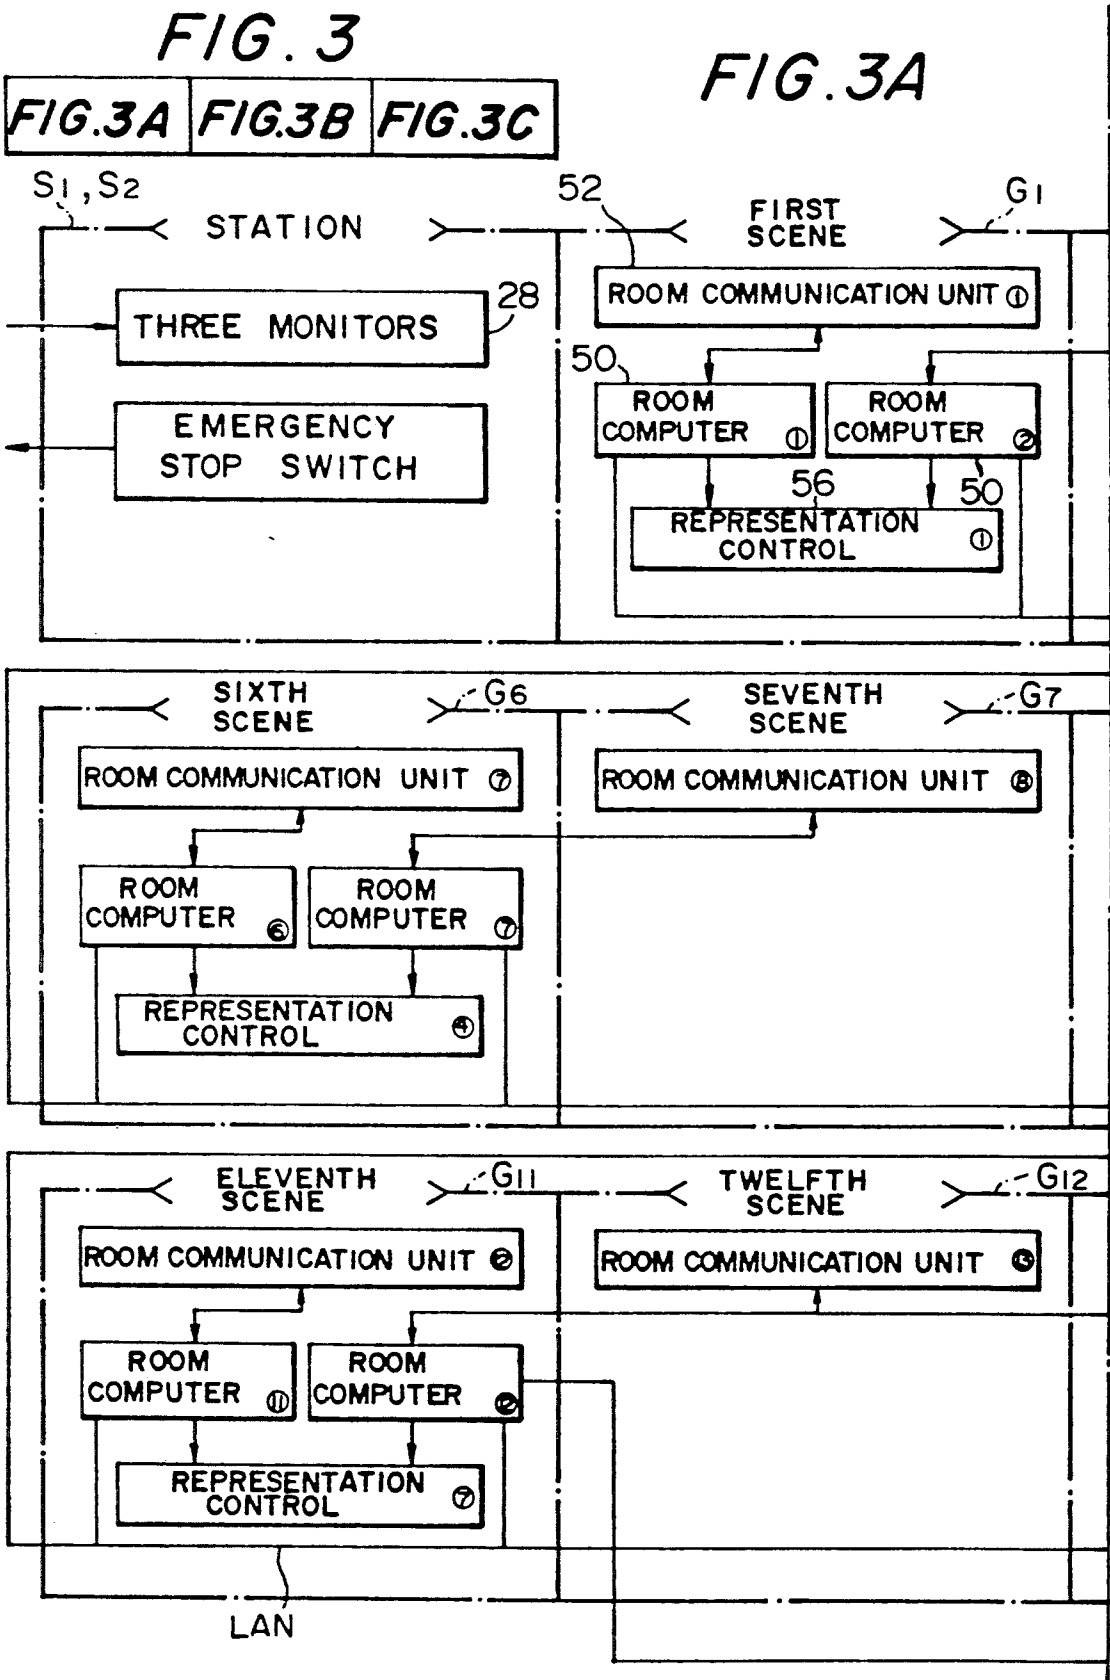 FIG. 3
FIG.3A FIG.3B FIG.3C
FIG.3A
S1, S2
STATION
THREE MONITORS
28
EMERGENCY
STOP SWITCH
52
FIRST
SCENE
G1
ROOM COMMUNICATION UNIT ①
50
ROOM
COMPUTER ①
ROOM
COMPUTER ②
50
56
REPRESENTATION
CONTROL ①
SIXTH
SCENE
G6
ROOM COMMUNICATION UNIT ⑦
ROOM
COMPUTER ⑥
ROOM
COMPUTER ⑦
REPRESENTATION
CONTROL ④
SEVENTH
SCENE
G7
ROOM COMMUNICATION UNIT ⑧
ELEVENTH
SCENE
G11
ROOM COMMUNICATION UNIT ⑫
ROOM
COMPUTER ⑪
ROOM
COMPUTER ⑫
REPRESENTATION
CONTROL ⑦
LAN
TWELFTH
SCENE
G12
ROOM COMMUNICATION UNIT ⑬